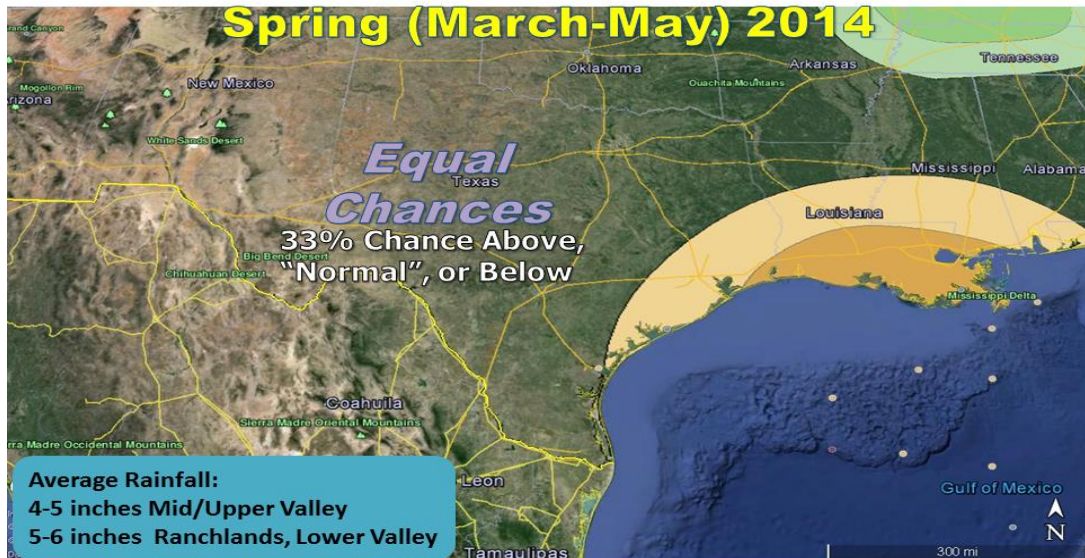 Spring (March-May) 2014
Grand Canyon
Oklahoma
Arkansas
Tennessee
Mogollon Rim
New Mexico
Ouachita Mountains
Arizona
White Sands Desert
Equal
Texas
Mississippi
Alabama
Chances
Louisiana
33% Chance Above,
Big Bend Desert
“Normal”, or Below
Chihuahuan Desert
Mississippi Delta
Coahuila
Sierra Madre Oriental Mountains
rra Madre Occidental Mountains
Average Rainfall:
4-5 inches Mid/Upper Valley
5-6 inches Ranchlands, Lower Valley
Leon
Gulf of Mexico
N
Tamaulipas
300 mi